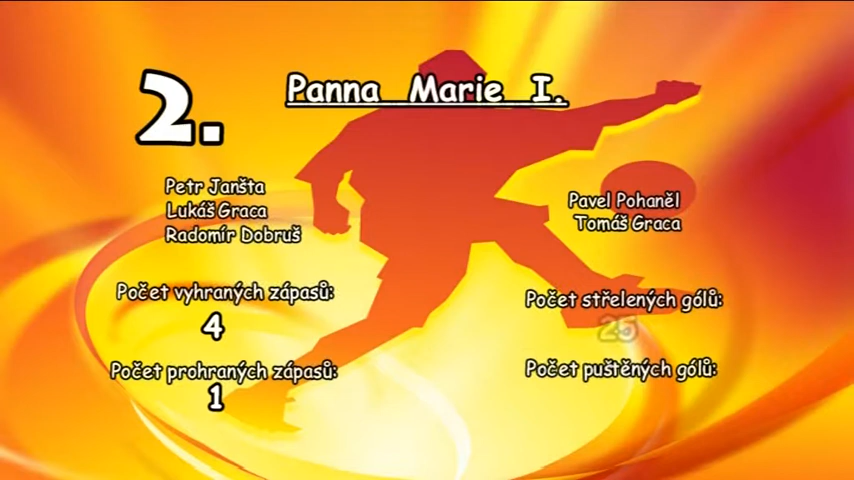 2.
Panna Marie I.
Petr Janšta
Lukáš Graca
Radomír Dobruš
Pavel Pohaněl
Tomáš Graca
Počet vyhraných zápasů:
4
Počet prohraných zápasů:
1
Počet střelených gólů:
25
Počet puštěných gólů: